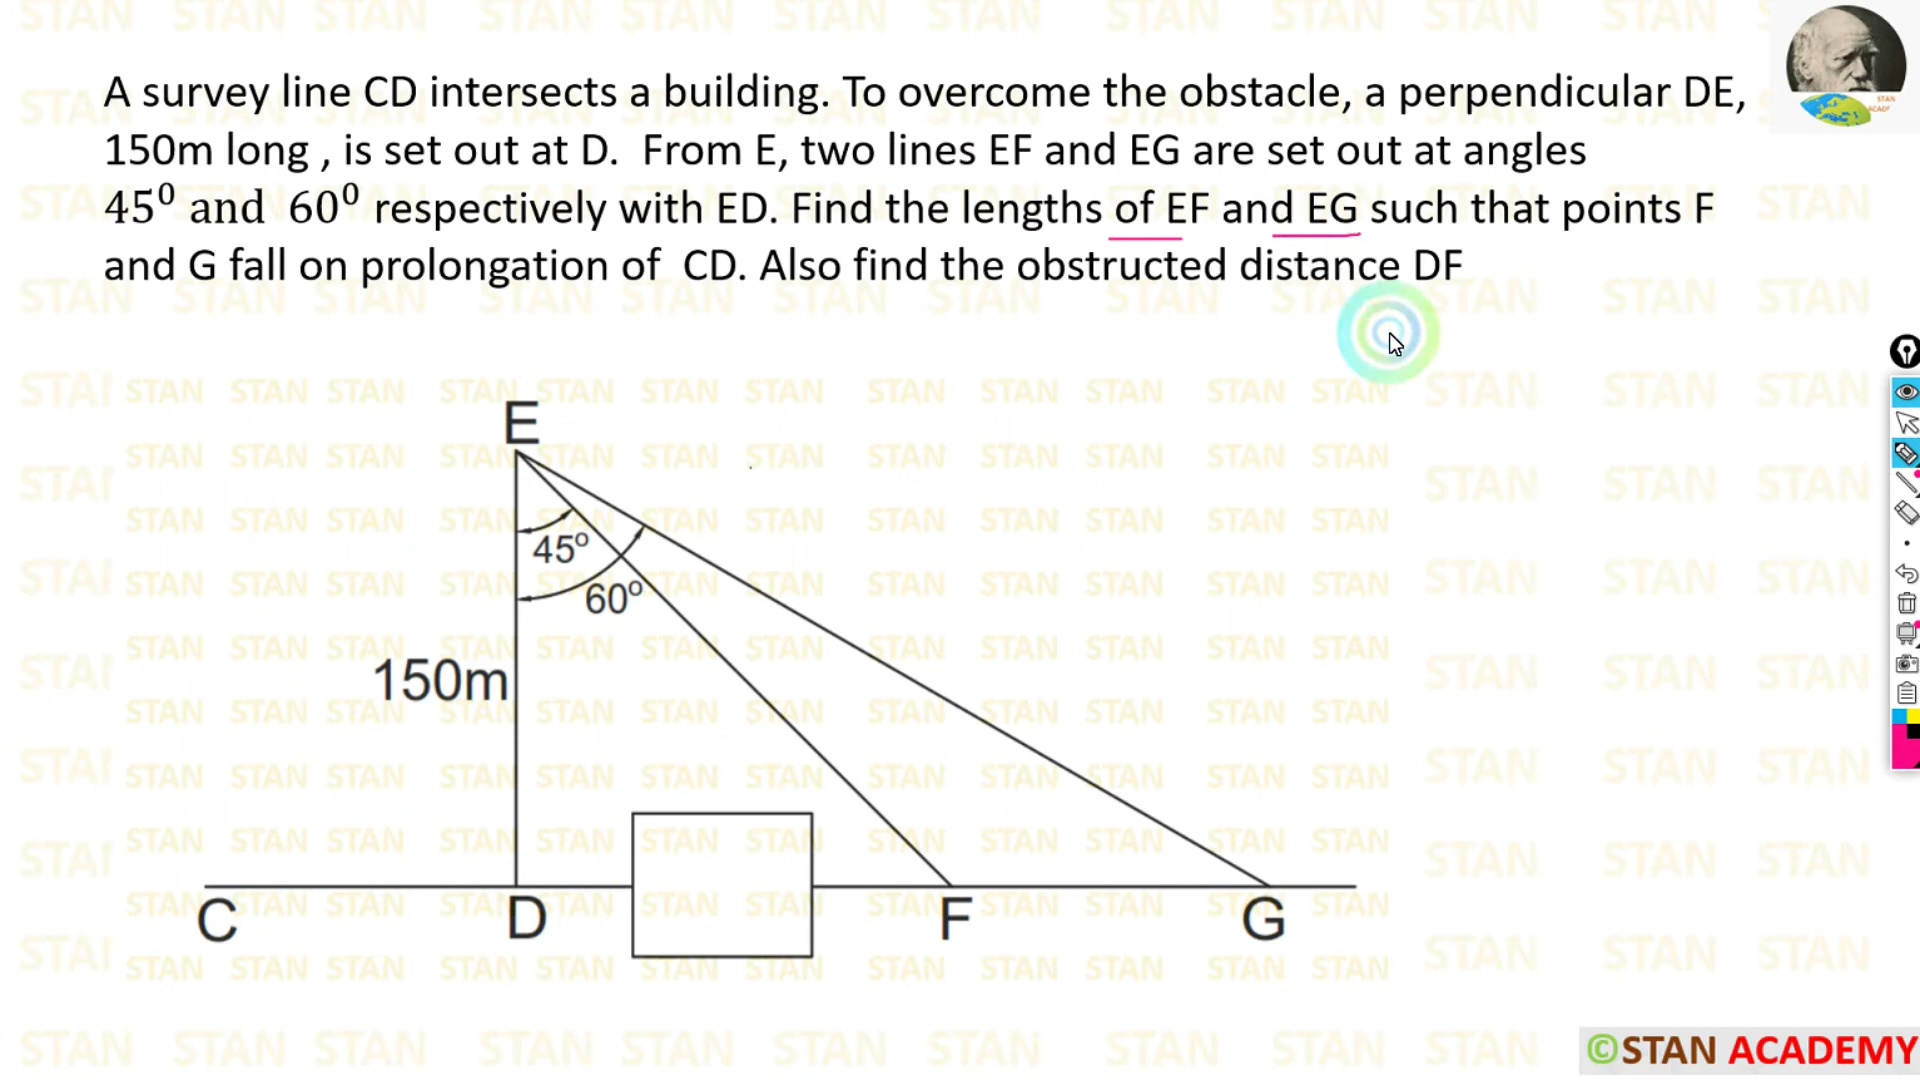 A survey line CD intersects a building. To overcome the obstacle, a perpendicular DE,
150m long , is set out at D.  From E, two lines EF and EG are set out at angles
45⁰ and  60⁰ respectively with ED. Find the lengths of EF and EG such that points F
and G fall on prolongation of  CD. Also find the obstructed distance DF
E
45⁰
60⁰
150m
C D F G
©STAN ACADEMY